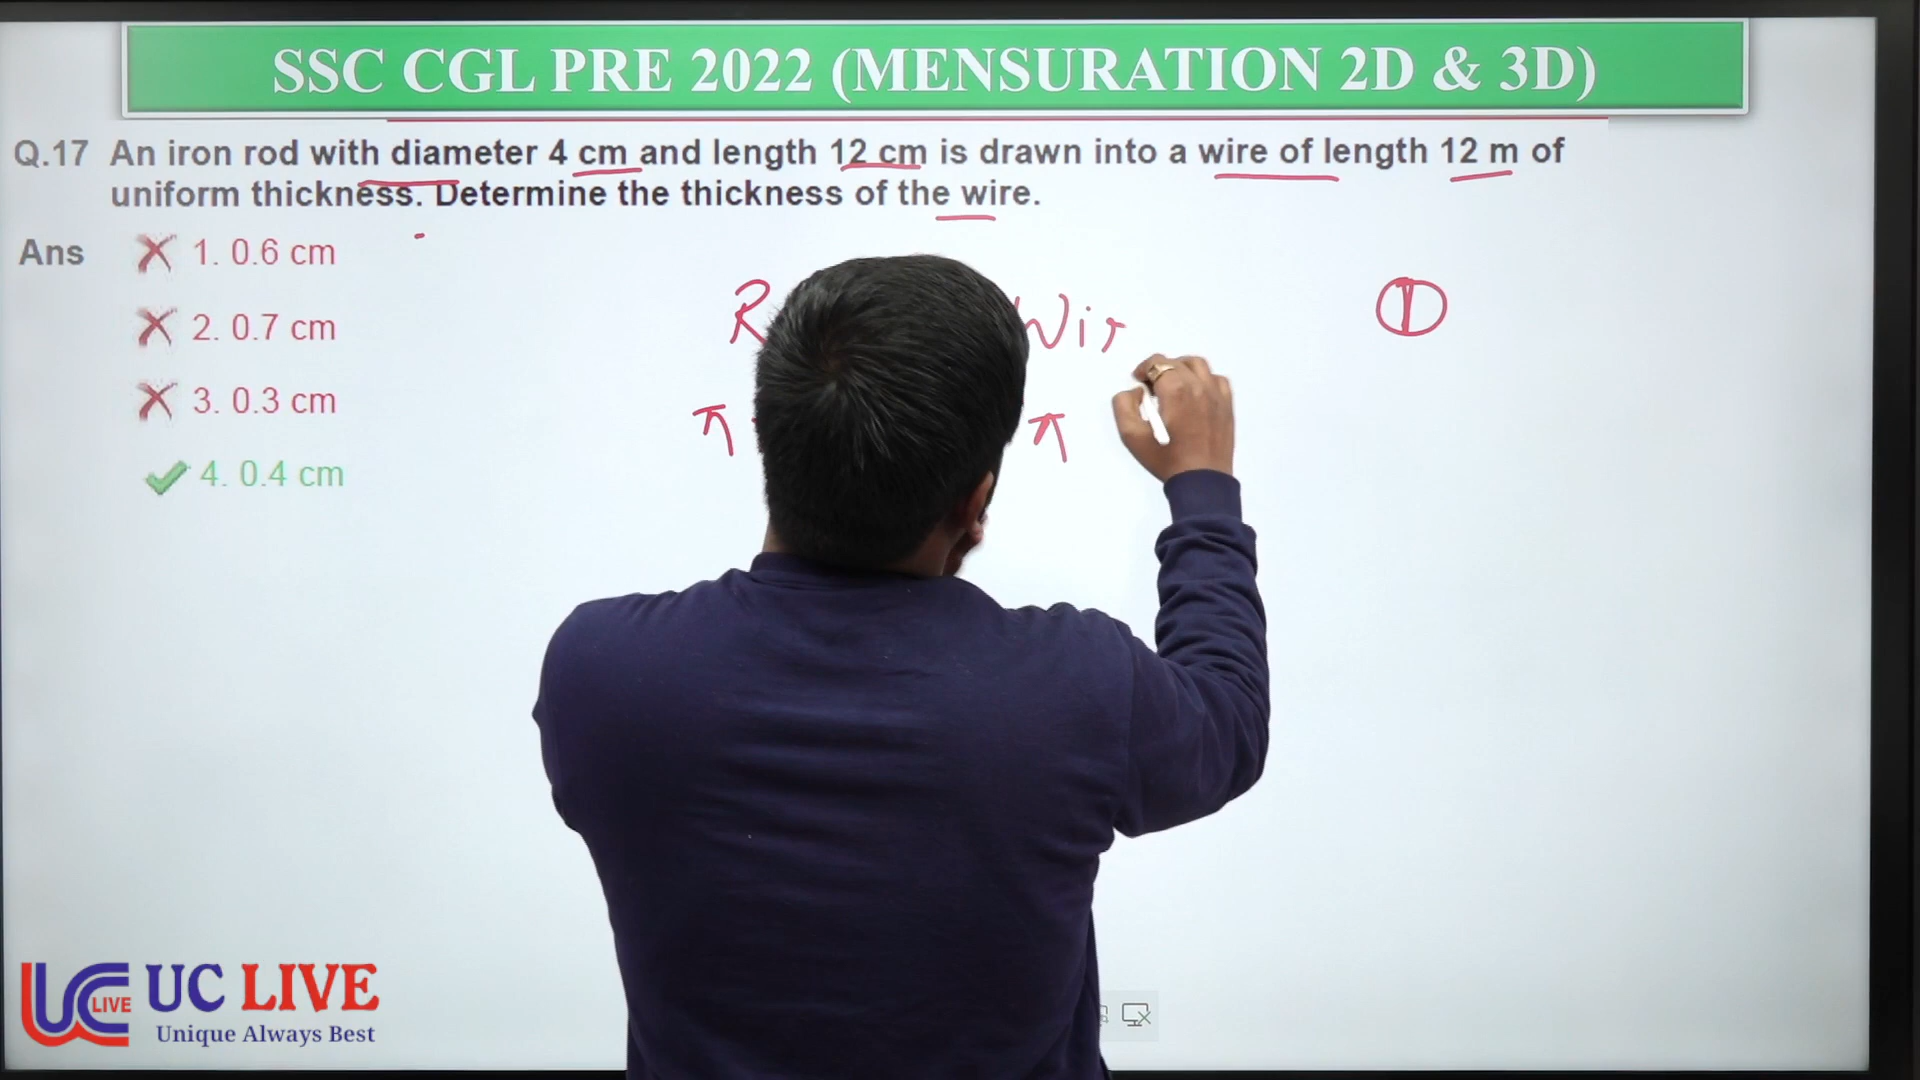 SSC CGL PRE 2022 (MENSURATION 2D & 3D)
Q.17 An iron rod with diameter 4 cm and length 12 cm is drawn into a wire of length 12 m of
uniform thickness. Determine the thickness of the wire.
Ans 1. 0.6 cm
2. 0.7 cm
3. 0.3 cm
4. 0.4 cm
R Wir
π π
UC LIVE
LIVE
Unique Always Best